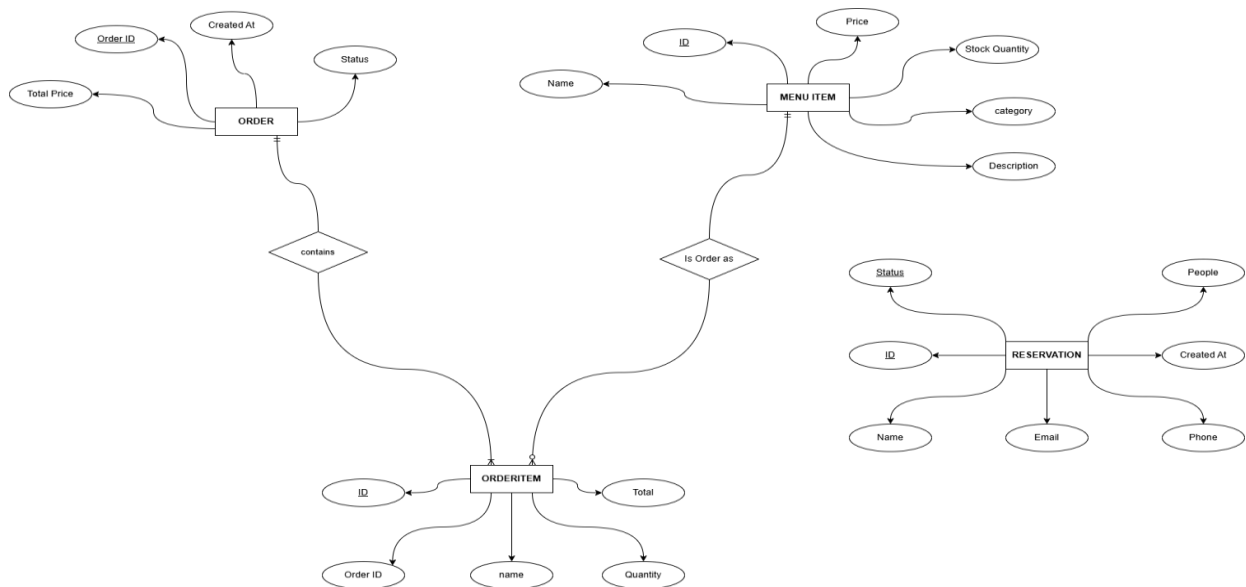 Created At
Order ID
Status
Total Price
ORDER
Price
ID
Stock Quantity
Name
MENU ITEM
category
Description
contains
Is Order as
Status
People
ID
RESERVATION
Created At
Name
Email
Phone
ORDERITEM
ID
Total
Order ID
name
Quantity